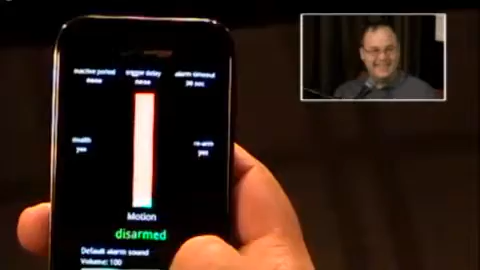 inactive period trigger delay alarm timeout
none none 30 sec
re-arm
yes yes
Motion
disarmed
Default alarm sound
Volume: 100